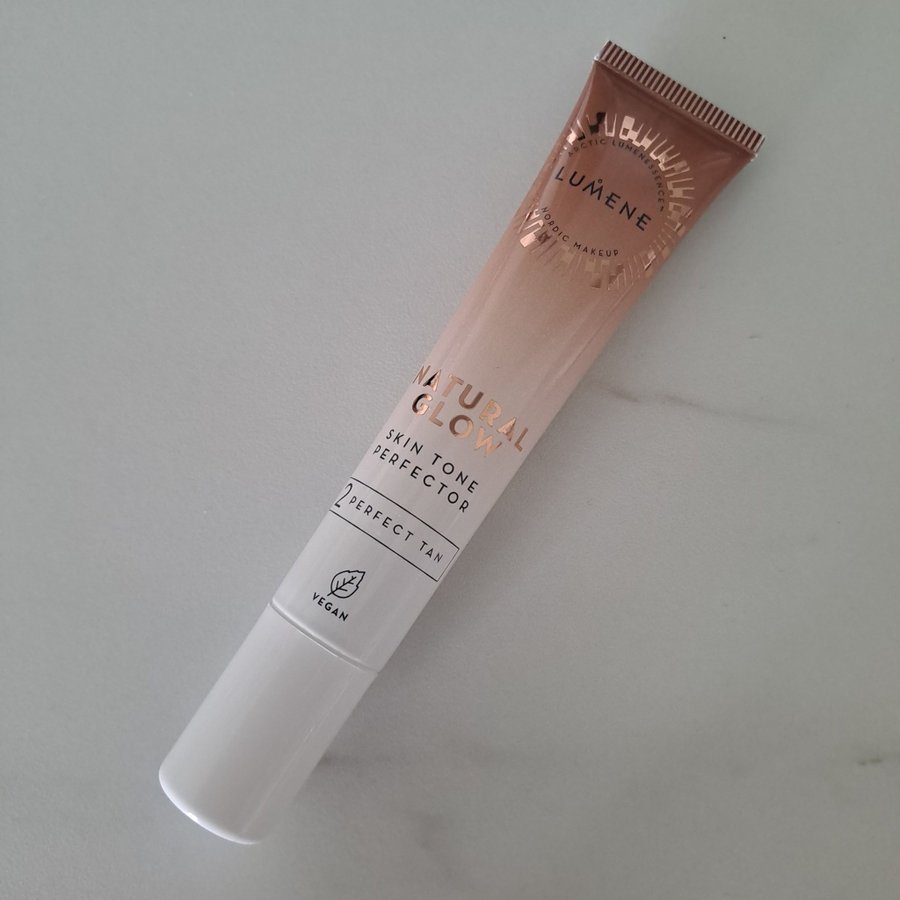 ARCTIC LUMENESSENCE
LUMENE
NORDIC MAKEUP
NATURAL
GLOW
SKIN TONE
PERFECTOR
2 PERFECT TAN
VEGAN